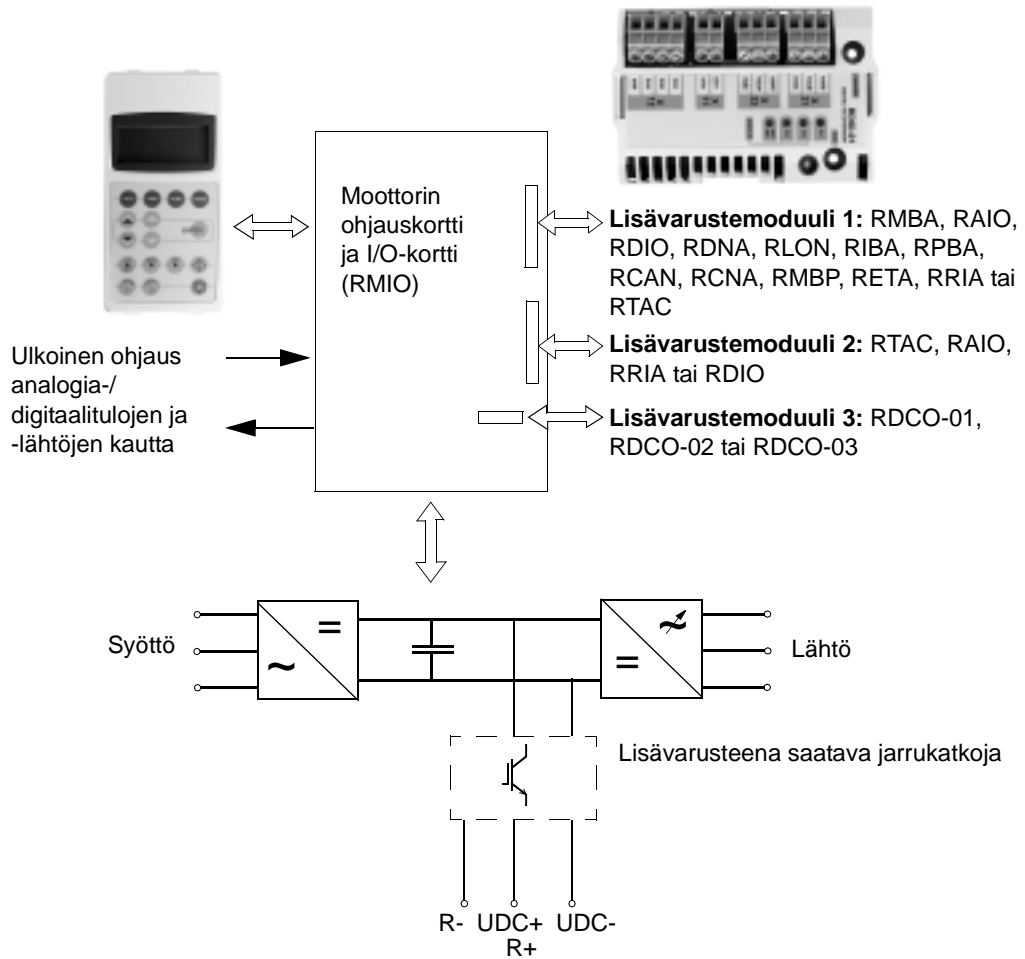 Moottorin
ohjauskortti
ja I/O-kortti
(RMIO)
Lisävarustemoduuli 1: RMBA, RAIO,
RDIO, RDNA, RLON, RIBA, RPBA,
RCAN, RCNA, RMBP, RETA, RRIA tai
RTAC
Ulkoinen ohjaus
analogia-/
digitaalitulojen ja
-lähtöjen kautta
Lisävarustemoduuli 2: RTAC, RAIO,
RRIA tai RDIO
Lisävarustemoduuli 3: RDCO-01,
RDCO-02 tai RDCO-03
Syöttö
=
~
~
=
Lähtö
Lisävarusteena saatava jarrukatkoja
R- UDC+ UDC-
R+